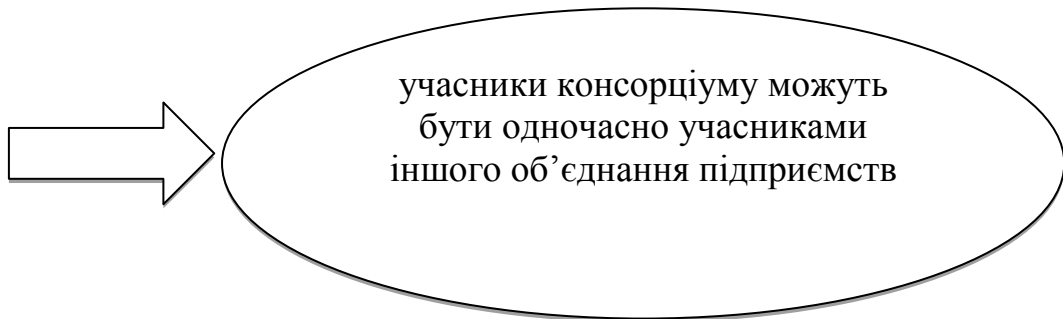 учасники консорціуму можуть
бути одночасно учасниками
іншого об’єднання підприємств